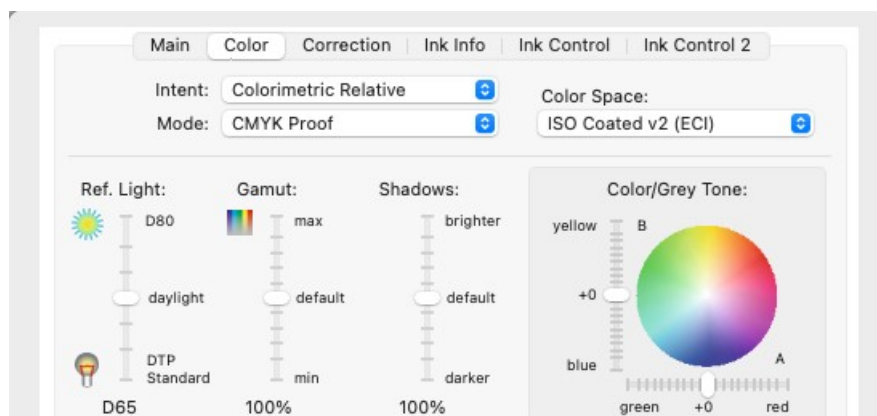 Main Color Correction Ink Info Ink Control Ink Control 2
Intent: Colorimetric Relative
Color Space:
Mode: CMYK Proof
ISO Coated v2 (ECI)
Ref. Light: Gamut: Shadows: Color/Grey Tone:
D80 max brighter yellow B
daylight default default +0
DTP
Standard min darker blue A
D65 100% 100% green +0 red